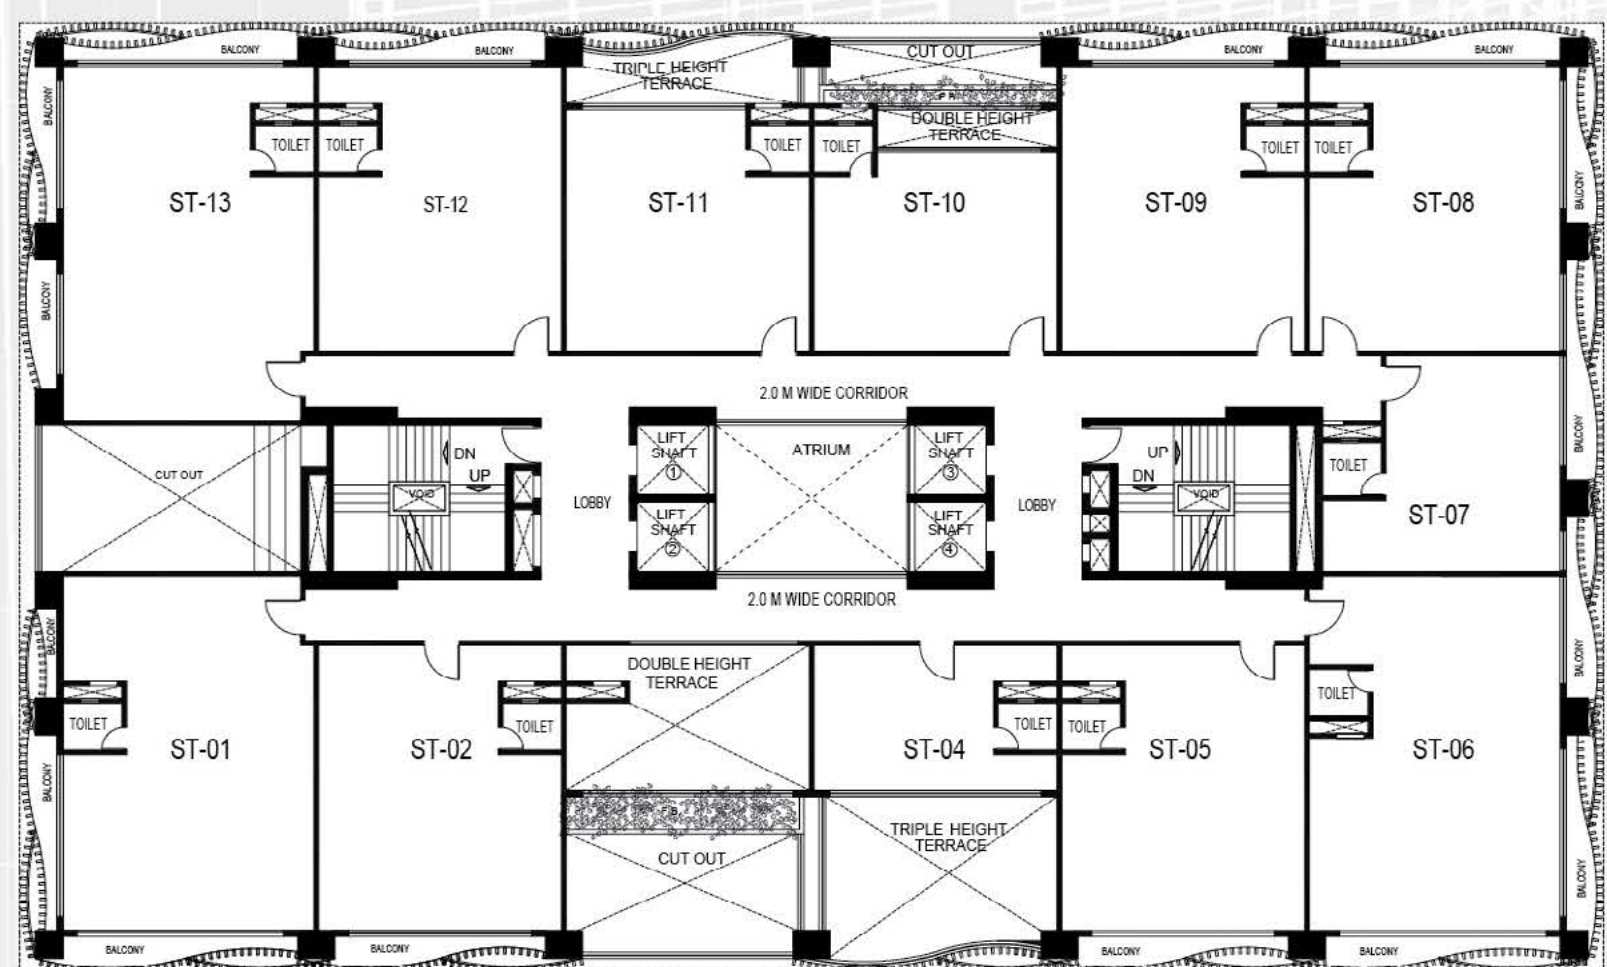 BALCONY
BALCONY
BALCONY
BALCONY
CUT OUT
TRIPLE HEIGHT
TERRACE
BALCONY
DOUBLE HEIGHT
TERRACE
TOILET
TOILET
TOILET
TOILET
TOILET
TOILET
BALCONY
ST-13
ST-12
ST-11
ST-10
ST-09
ST-08
BALCONY
2.0 M WIDE CORRIDOR
BALCONY
LIFT
SHAFT
1
ATRIUM
LIFT
SHAFT
3
DN
UP
UP
DN
CUT OUT
TOILET
VOID
VOID
LOBBY
LOBBY
ST-07
LIFT
SHAFT
2
LIFT
SHAFT
4
2.0 M WIDE CORRIDOR
BALCONY
BALCONY
DOUBLE HEIGHT
TERRACE
TOILET
TOILET
TOILET
TOILET
TOILET
ST-01
ST-02
ST-04
ST-05
ST-06
BALCONY
TRIPLE HEIGHT
TERRACE
CUT OUT
BALCONY
BALCONY
BALCONY
BALCONY
BALCONY